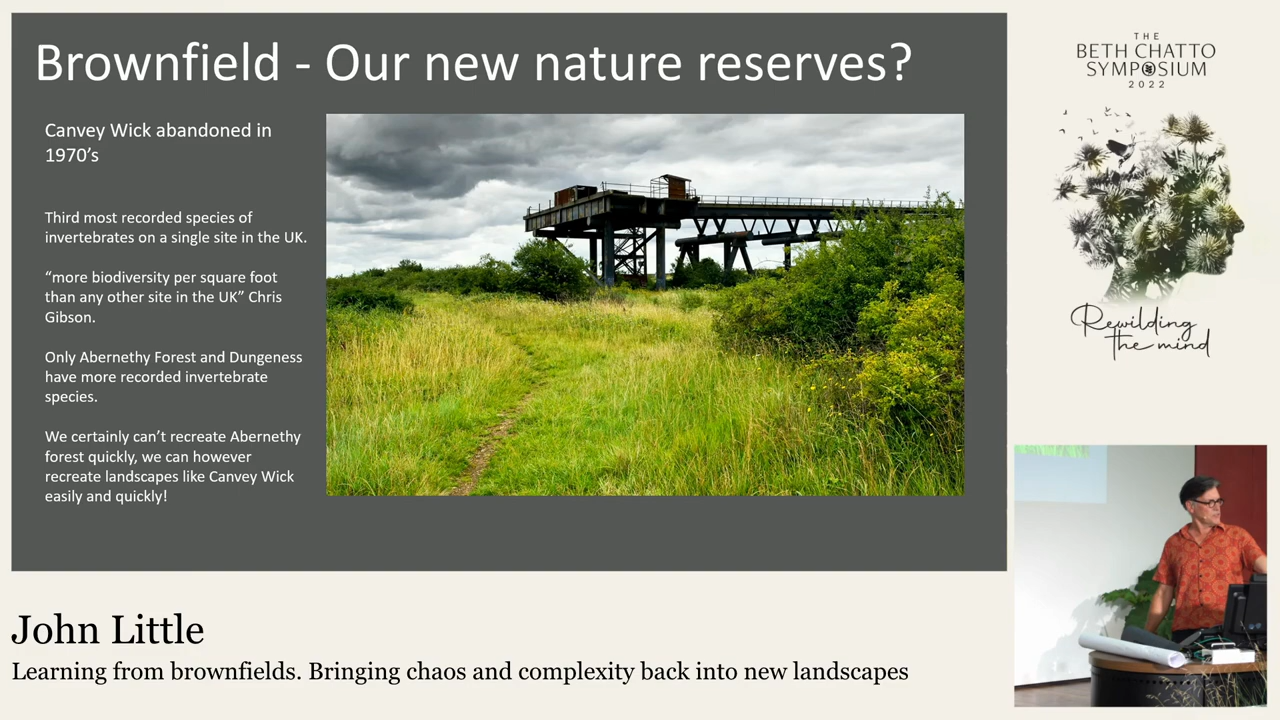 Brownfield - Our new nature reserves?
Canvey Wick abandoned in
1970's
Third most recorded species of
invertebrates on a single site in the UK.
“more biodiversity per square foot
than any other site in the UK” Chris
Gibson.
Only Abernethy Forest and Dungeness
have more recorded invertebrate
species.
We certainly can't recreate Abernethy
forest quickly, we can however
recreate landscapes like Canvey Wick
easily and quickly!
THE
BETH CHATTO
SYMPOSIUM
2022
Rewilding
the mind
John Little
Learning from brownfields. Bringing chaos and complexity back into new landscapes